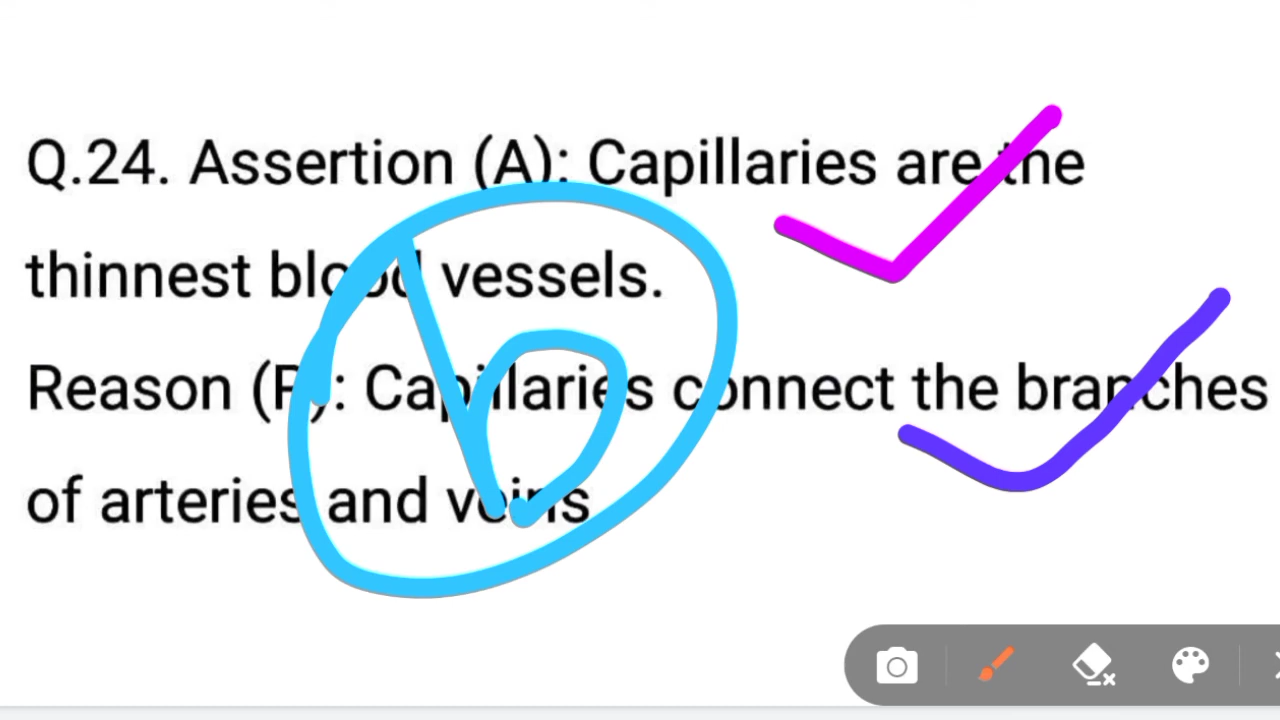 Q.24. Assertion (A): Capillaries are the
thinnest blood vessels.
Reason (R): Capillaries connect the branches
of arteries and veins
b